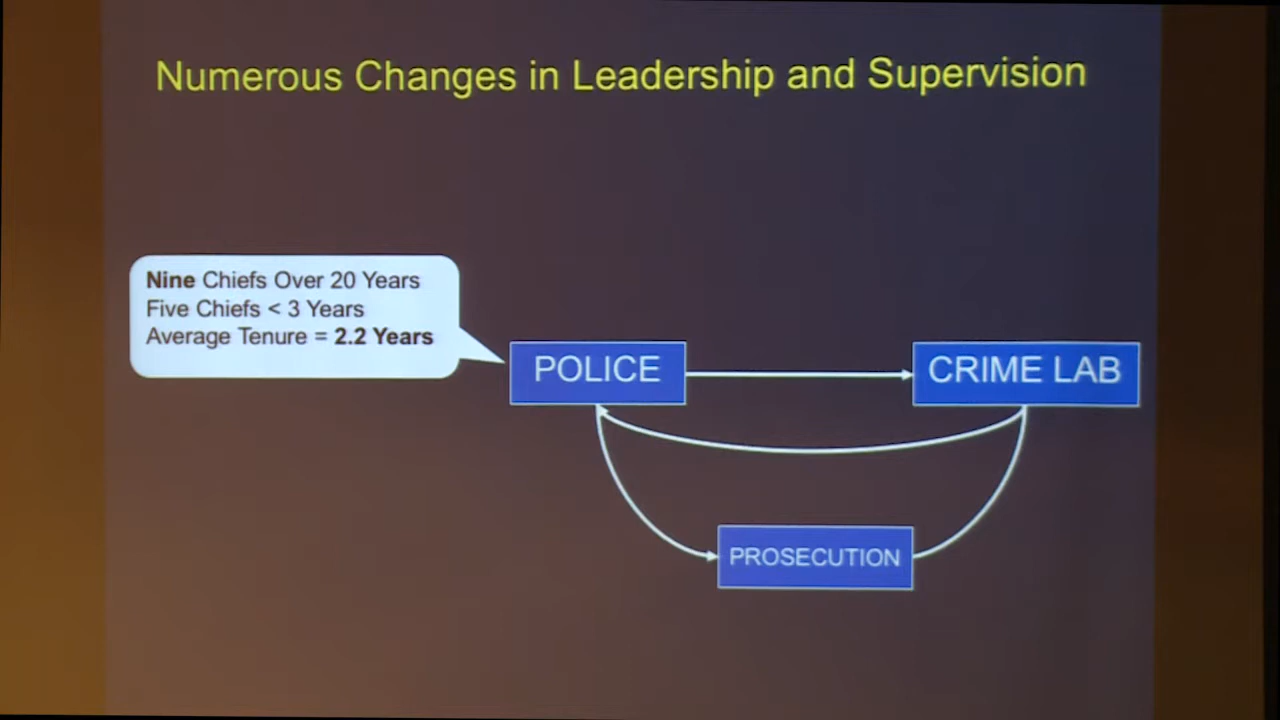 Numerous Changes in Leadership and Supervision
Nine Chiefs Over 20 Years
Five Chiefs < 3 Years
Average Tenure = 2.2 Years
POLICE
CRIME LAB
PROSECUTION